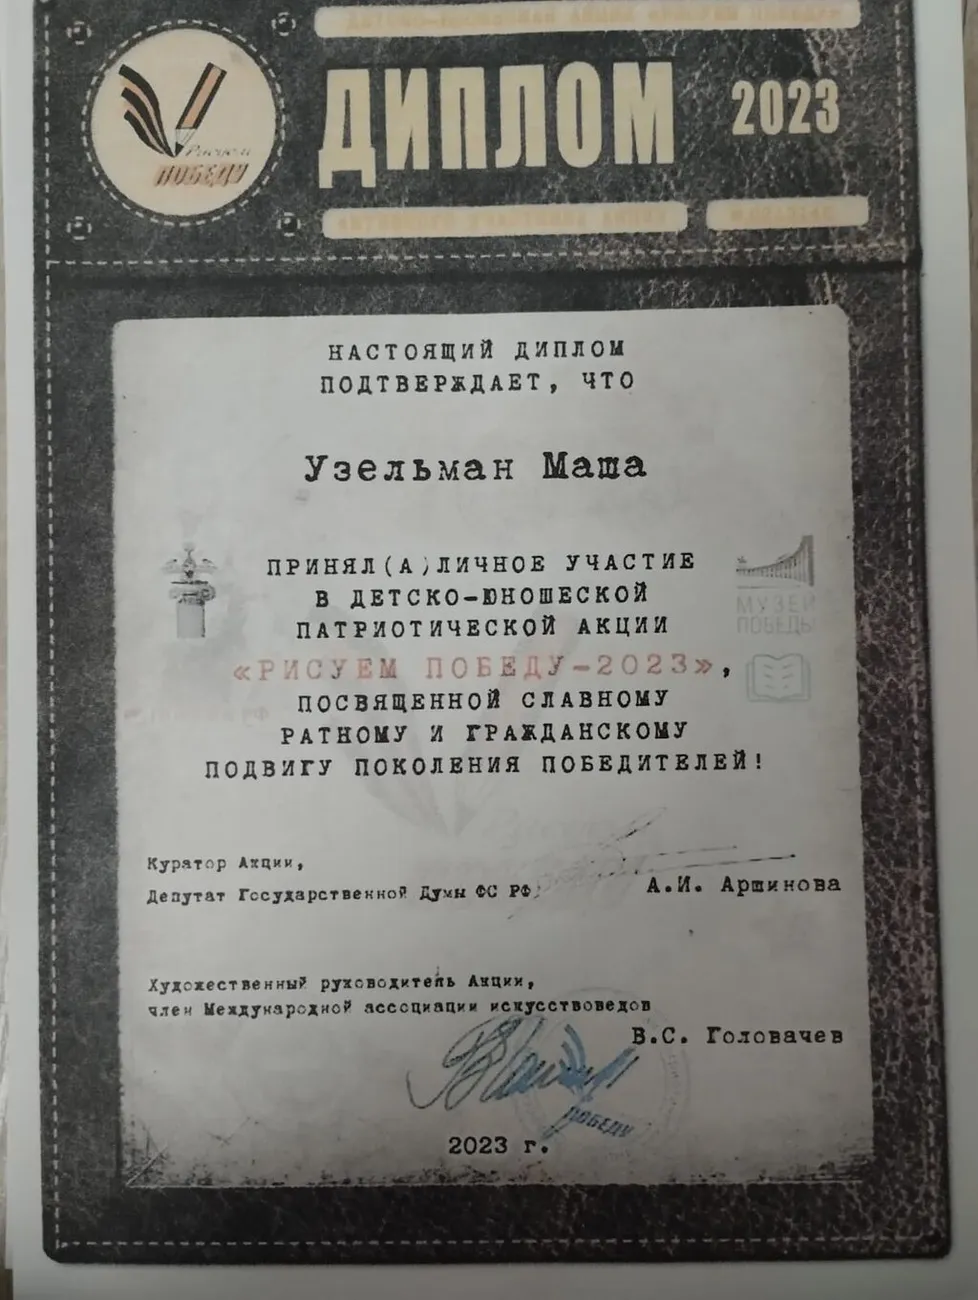 ДИПЛОМ 2023
Рисуем
ПОБЕДУ
НАСТОЯЩИЙ ДИПЛОМ
ПОДТВЕРЖДАЕТ, ЧТО
Узельман Маша
ПРИНЯЛ(А)ЛИЧНОЕ УЧАСТИЕ
В ДЕТСКО-ЮНОШЕСКОЙ
ПАТРИОТИЧЕСКОЙ АКЦИИ
«РИСУЕМ ПОБЕДУ-2023»,
ПОСВЯЩЕННОЙ СЛАВНОМУ
РАТНОМУ И ГРАЖДАНСКОМУ
ПОДВИГУ ПОКОЛЕНИЯ ПОБЕДИТЕЛЕЙ!
МУЗЕЙ
ПОБЕДЫ
Куратор Акции,
Депутат Государственной Думы ФС РФ,
А.И. Аршинова
Художественный руководитель Акции,
член Международной ассоциации искусствоведов
В.С. Головачев
ПОБЕДУ
2023 г.